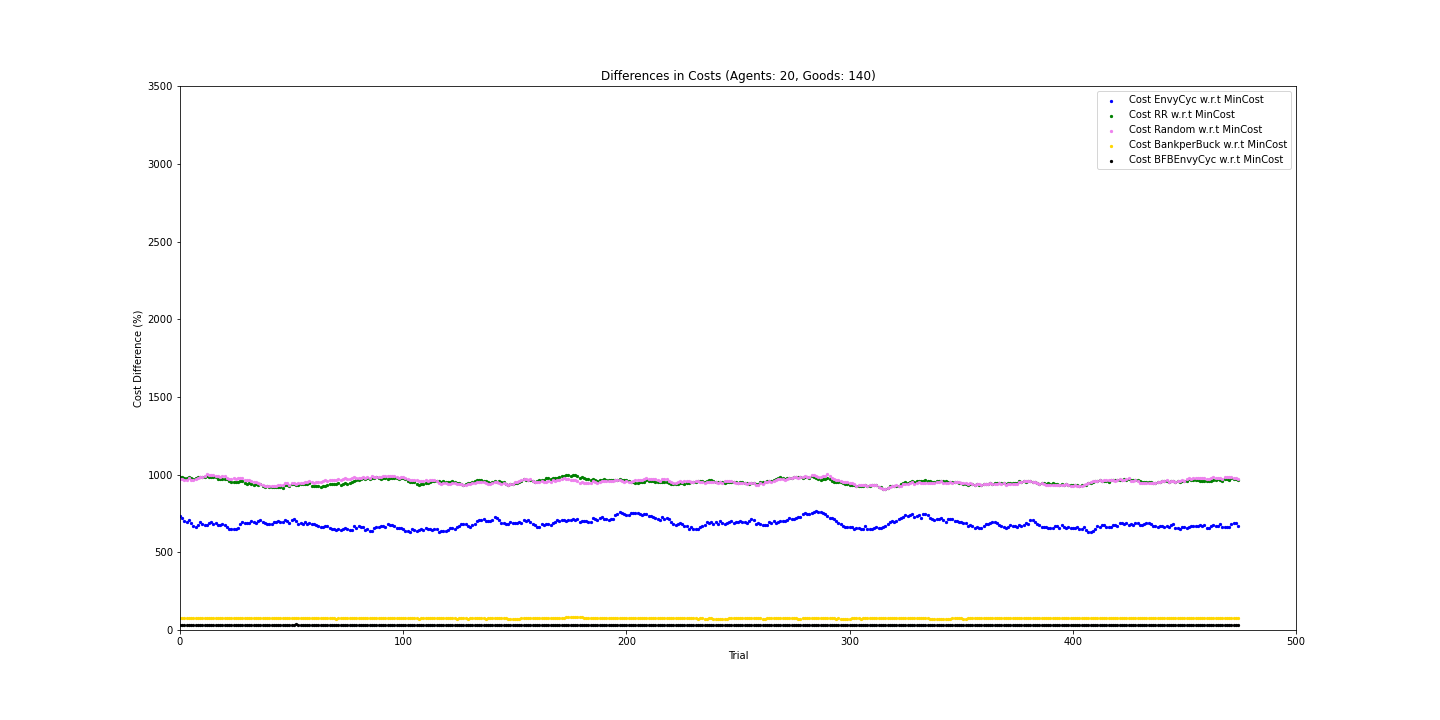 Differences in Costs (Agents: 20, Goods: 140)
3500
3000
2500
2000
1500
1000
500
0
Cost Difference (%)
Cost EnvyCyc w.r.t MinCost
Cost RR w.r.t MinCost
Cost Random w.r.t MinCost
Cost BankperBuck w.r.t MinCost
Cost BFBEnvyCyc w.r.t MinCost
0 100 200 300 400 500
Trial